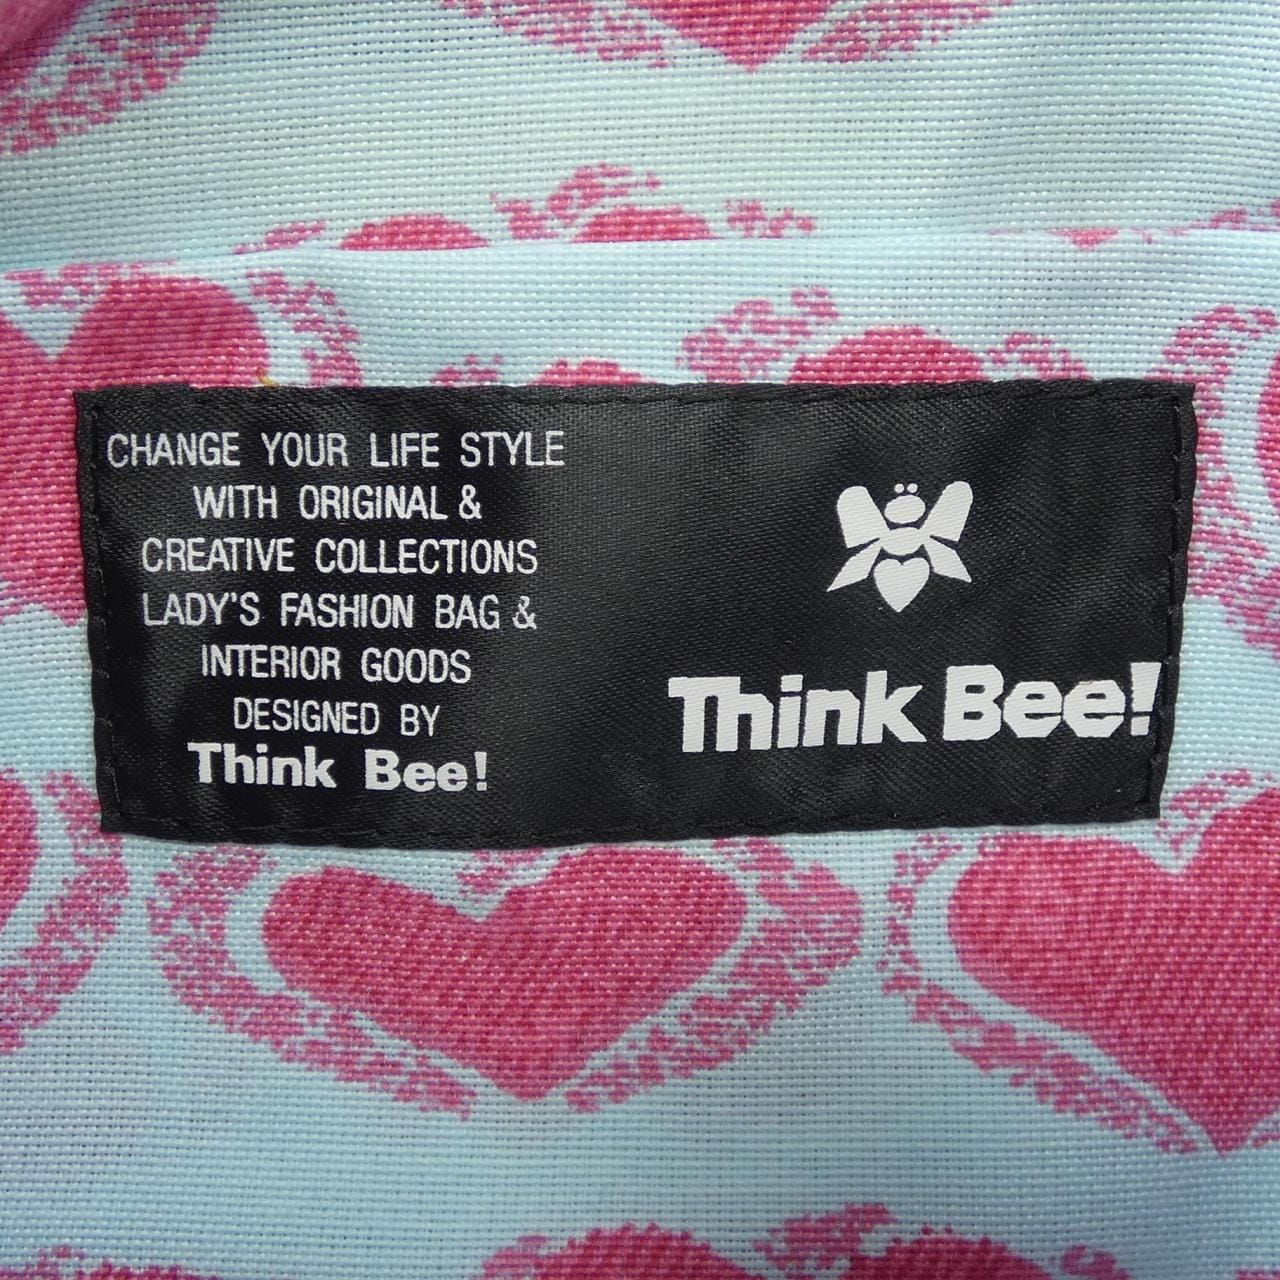 CHANGE YOUR LIFE STYLE
WITH ORIGINAL &
CREATIVE COLLECTIONS
LADY'S FASHION BAG &
INTERIOR GOODS
DESIGNED BY
Think Bee!
Think Bee!